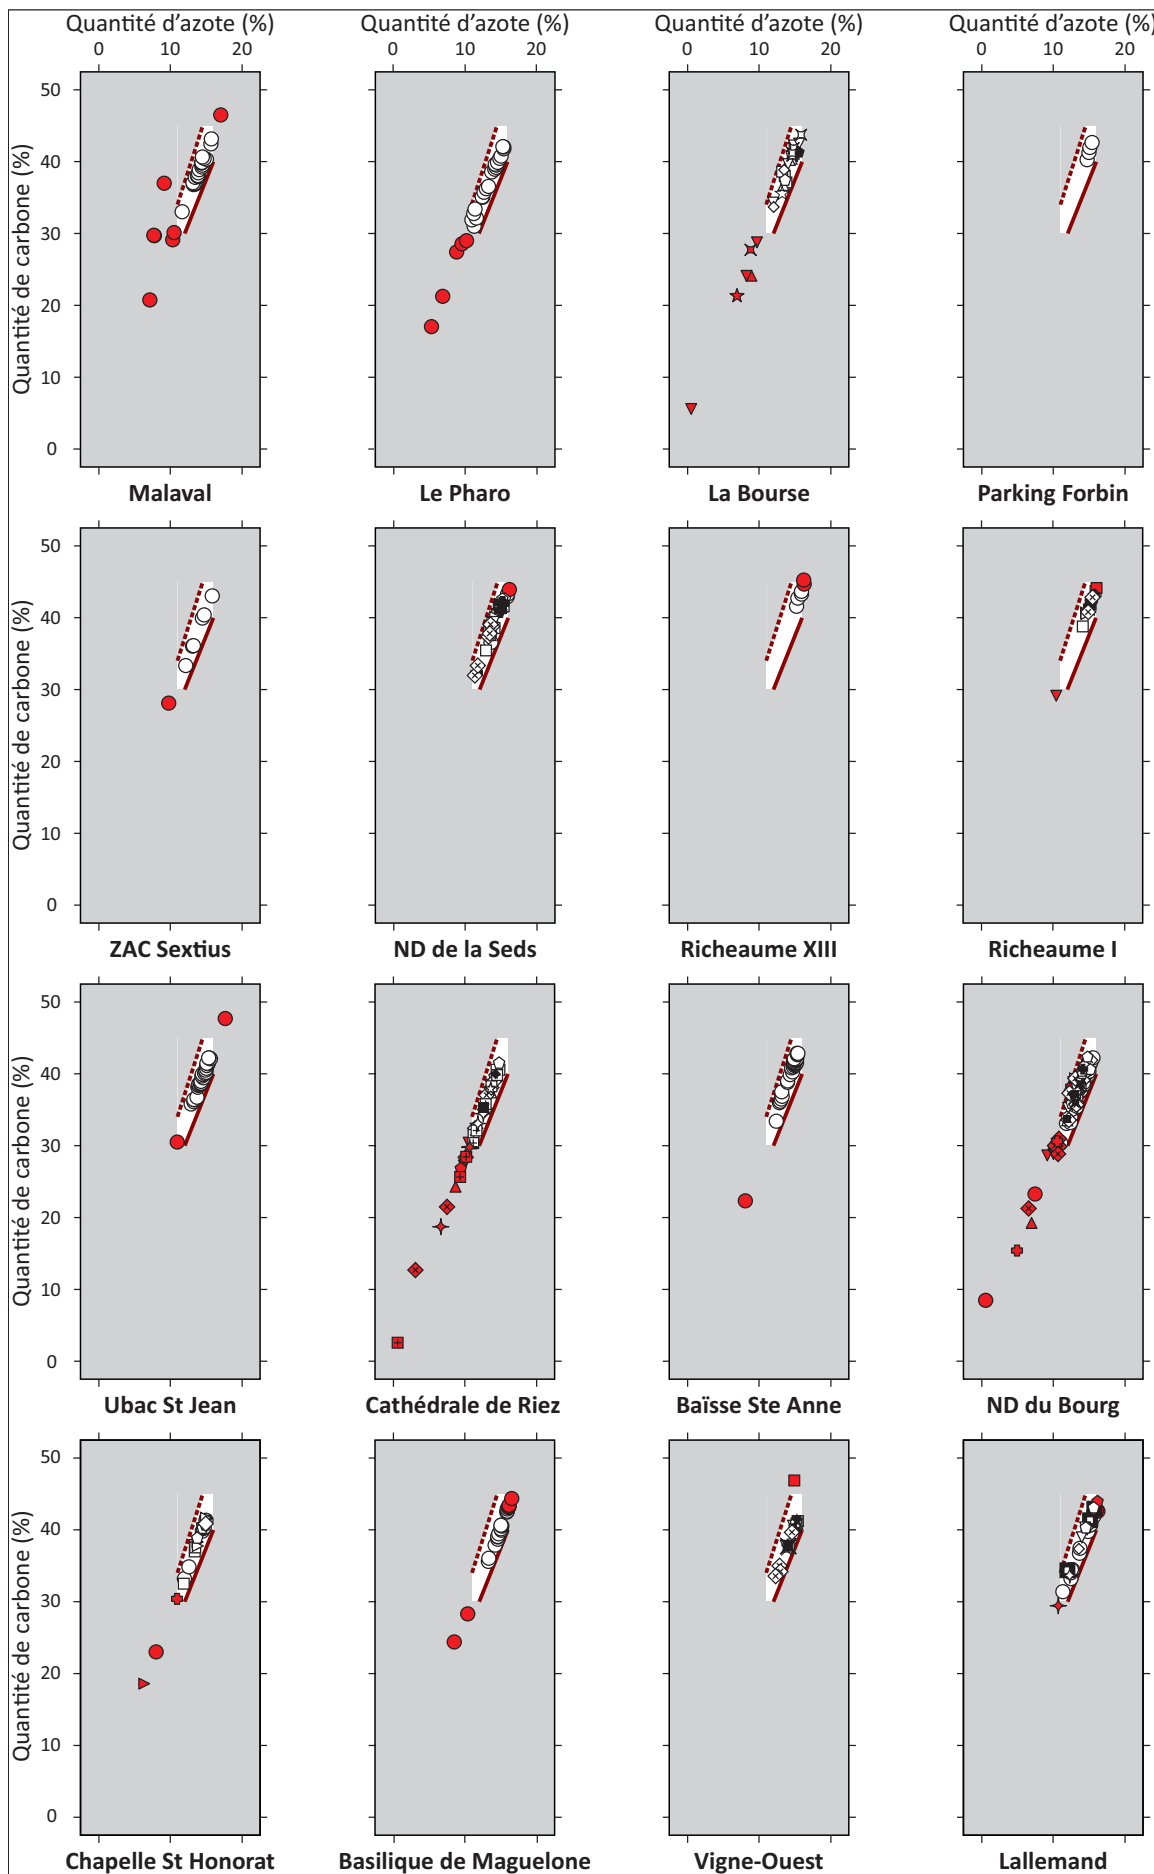 Quantité d'azote (%) Quantité d'azote (%) Quantité d'azote (%) Quantité d'azote (%)
0 10 20 0 10 20 0 10 20 0 10 20
Quantité de carbone (%)
50
40
30
20
10
0
Malaval Le Pharo La Bourse Parking Forbin
Quantité de carbone (%)
50
40
30
20
10
0
ZAC Sextius ND de la Seds Richeaume XIII Richeaume I
Quantité de carbone (%)
50
40
30
20
10
0
Ubac St Jean Cathédrale de Riez Baïsse Ste Anne ND du Bourg
Quantité de carbone (%)
50
40
30
20
10
0
Chapelle St Honorat Basilique de Maguelone Vigne-Ouest Lallemand